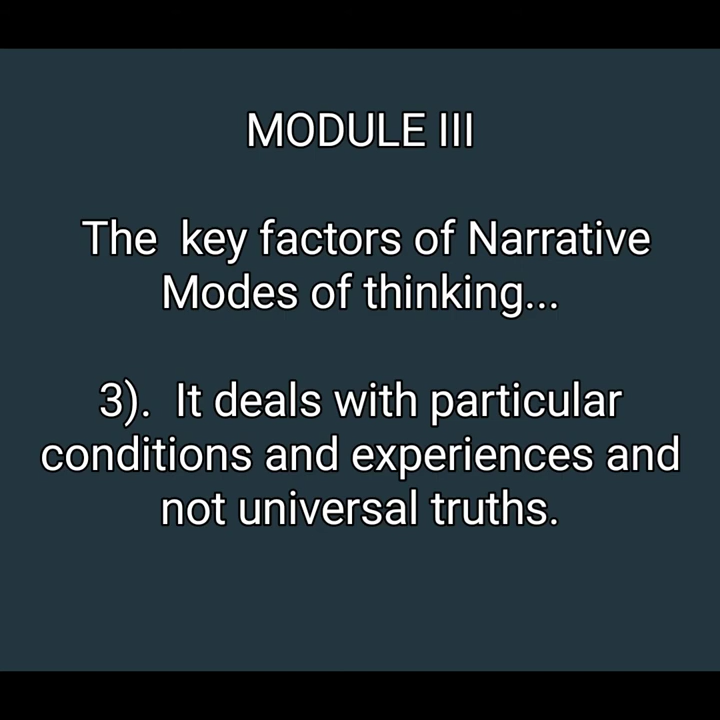 MODULE III
The key factors of Narrative
Modes of thinking...
3). It deals with particular
conditions and experiences and
not universal truths.